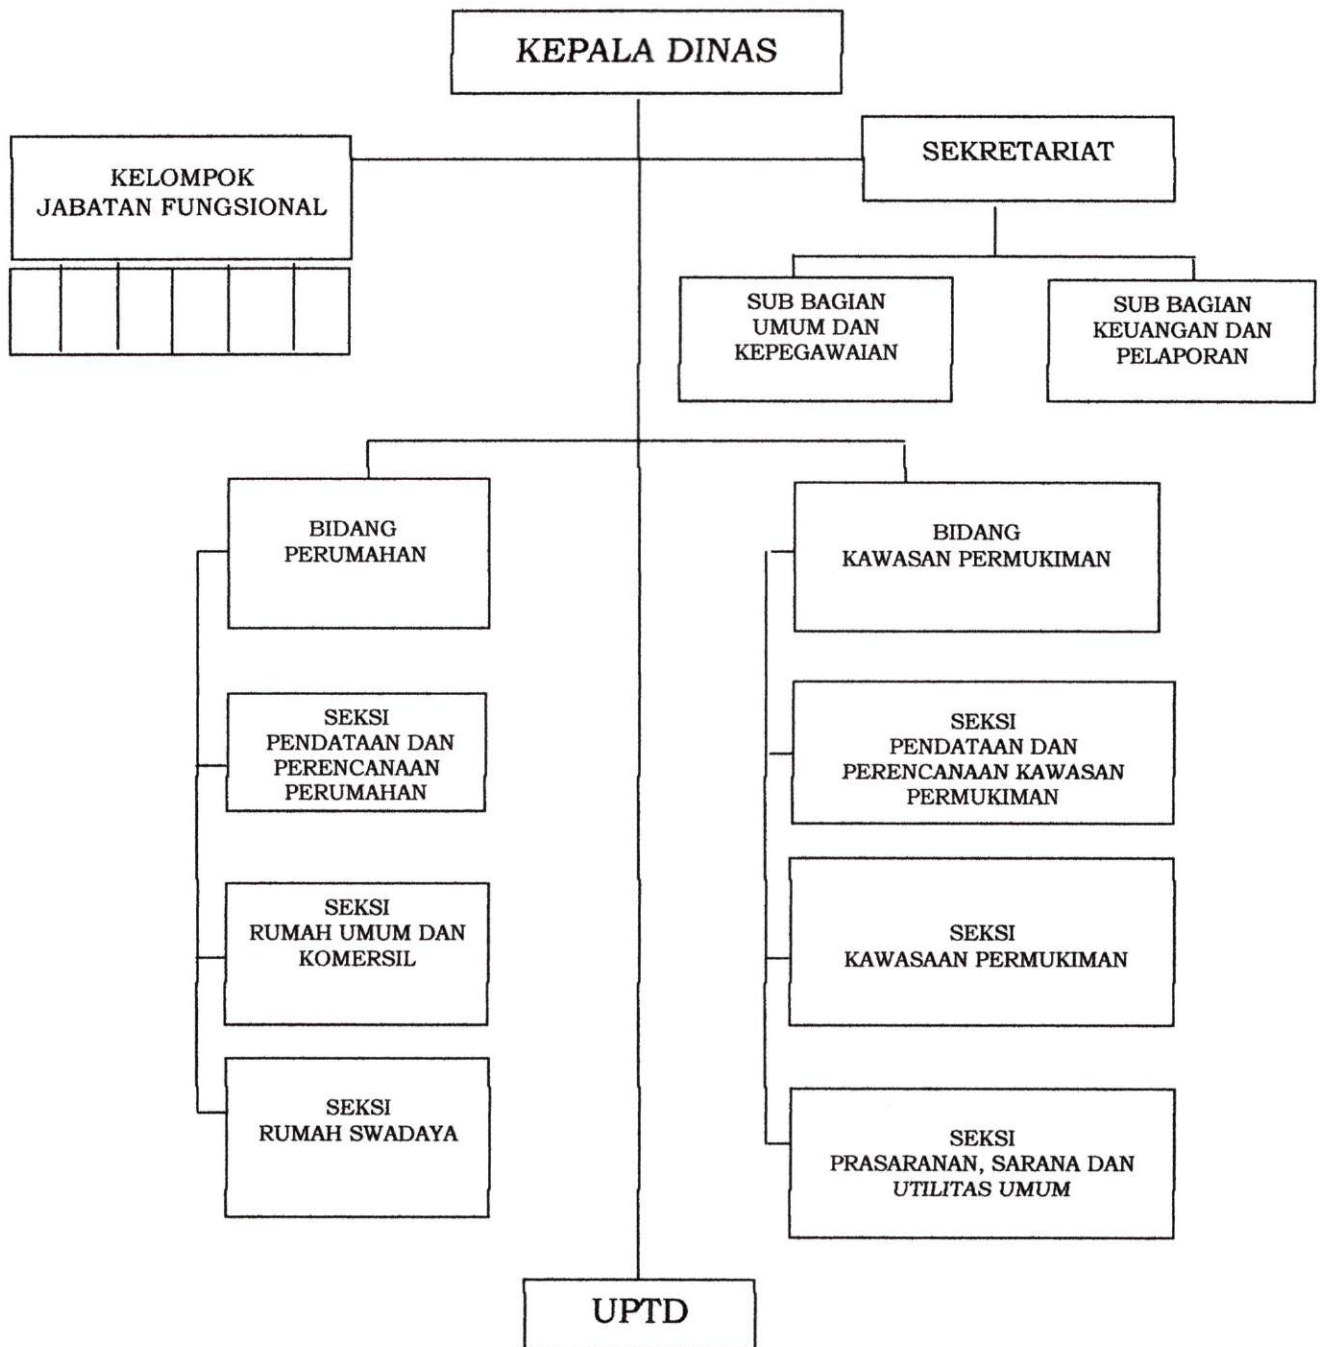 KEPALA DINAS
KELOMPOK
JABATAN FUNGSIONAL
SEKRETARIAT
SUB BAGIAN
UMUM DAN
KEPEGAWAIAN
SUB BAGIAN
KEUANGAN DAN
PELAPORAN
BIDANG
PERUMAHAN
SEKSI
PENDATAAN DAN
PERENCANAAN
PERUMAHAN
SEKSI
RUMAH UMUM DAN
KOMERSIL
SEKSI
RUMAH SWADAYA
BIDANG
KAWASAN PERMUKIMAN
SEKSI
PENDATAAN DAN
PERENCANAAN KAWASAN
PERMUKIMAN
SEKSI
KAWASAAN PERMUKIMAN
SEKSI
PRASARANAN, SARANA DAN
UTILITAS UMUM
UPTD